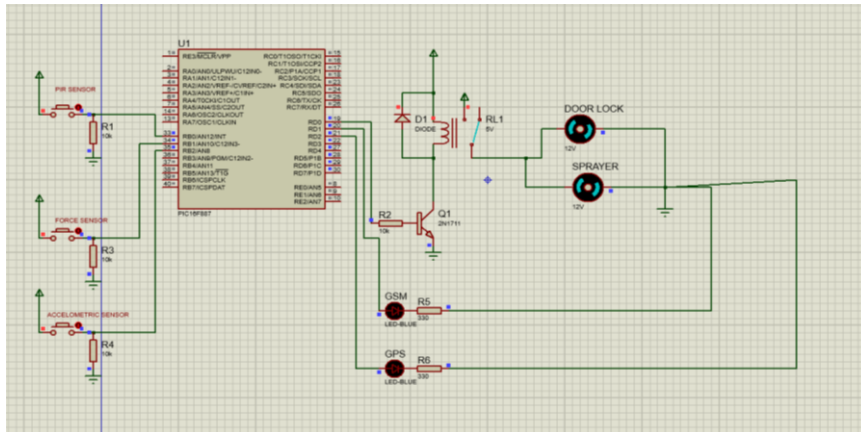 U1
RE3/MCLR/VPP
RA0/AN0/ULPWU/C12IN0-
RA1/AN1/C12IN1-
RA2/AN2/VREF-/CVREF/C2IN+
RA3/AN3/VREF+/C1IN+
RA4/T0CKI/C1OUT
RA5/AN4/SS/C2OUT
RA6/OSC2/CLKOUT
RA7/OSC1/CLKIN
RB0/AN12/INT
RB1/AN10/C12IN3-
RB2/AN8
RB3/AN9/PGM/C12IN2-
RB4/AN11
RB5/AN13/T1G
RB6/ICSPCLK
RB7/ICSPDAT
RC0/T1OSO/T1CKI
RC1/T1OSI/CCP2
RC2/P1A/CCP1
RC3/SCK/SCL
RC4/SDI/SDA
RC5/SDO
RC6/TX/CK
RC7/RX/DT
RD0
RD1
RD2
RD3
RD4
RD5/P1B
RD6/P1C
RD7/P1D
RE0/AN5
RE1/AN6
RE2/AN7
PIC16F887
PIR SENSOR
R1
10k
FORCE SENSOR
R3
10k
ACCELOMETRIC SENSOR
R4
10k
D1
DIODE
RL1
5V
R2
10k
Q1
2N1711
DOOR LOCK
12V
SPRAYER
12V
GSM
LED-BLUE
R5
330
GPS
LED-BLUE
R6
330